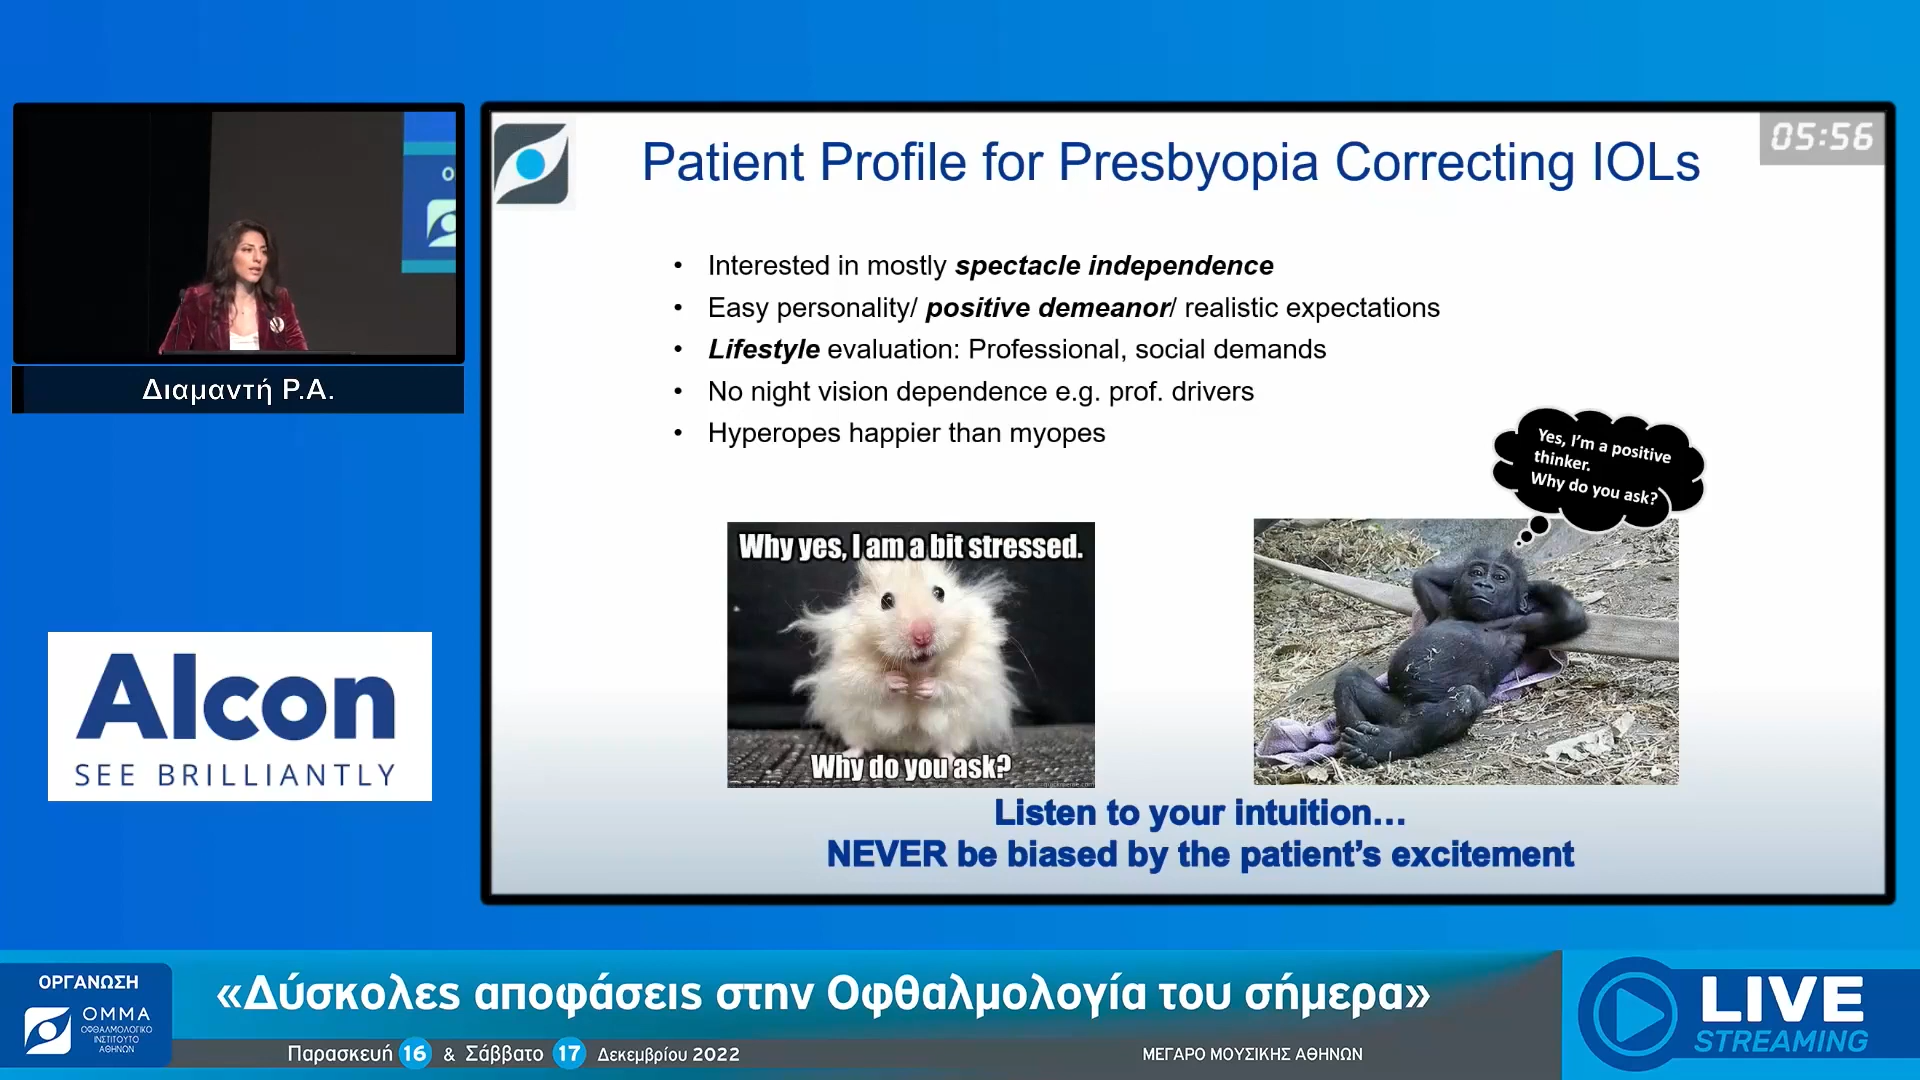 05:56
Patient Profile for Presbyopia Correcting IOLs
• Interested in mostly spectacle independence
• Easy personality/ positive demeanor/ realistic expectations
• Lifestyle evaluation: Professional, social demands
• No night vision dependence e.g. prof. drivers
• Hyperopes happier than myopes
Yes, I'm a positive
thinker.
Why do you ask?
Why yes, I am a bit stressed.
Why do you ask?
Listen to your intuition...
NEVER be biased by the patient's excitement
Διαμαντή Ρ.Α.
Alcon
SEE BRILLIANTLY
ΟΡΓΑΝΩΣΗ
ΟΜΜΑ
ΟΦΘΑΛΜΟΛΟΓΙΚΟ
ΙΝΣΤΙΤΟΥΤΟ
ΑΘΗΝΩΝ
«Δύσκολες αποφάσεις στην Οφθαλμολογία του σήμερα»
Παρασκευή 16 & Σάββατο 17 Δεκεμβρίου 2022
ΜΕΓΑΡΟ ΜΟΥΣΙΚΗΣ ΑΘΗΝΩΝ
LIVE
STREAMING